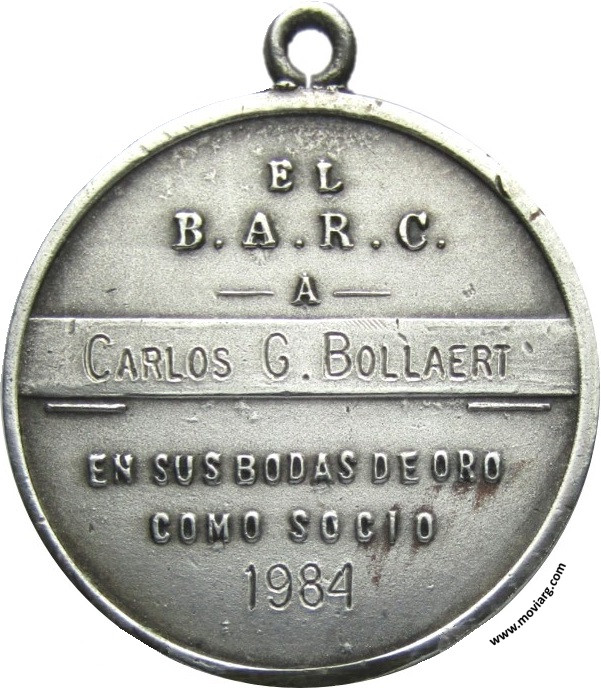 EL
B.A.R.C.
— A —
CARLOS G. BOLLAERT
EN SUS BODAS DE ORO
COMO SOCIO
1984
www.moviarg.com